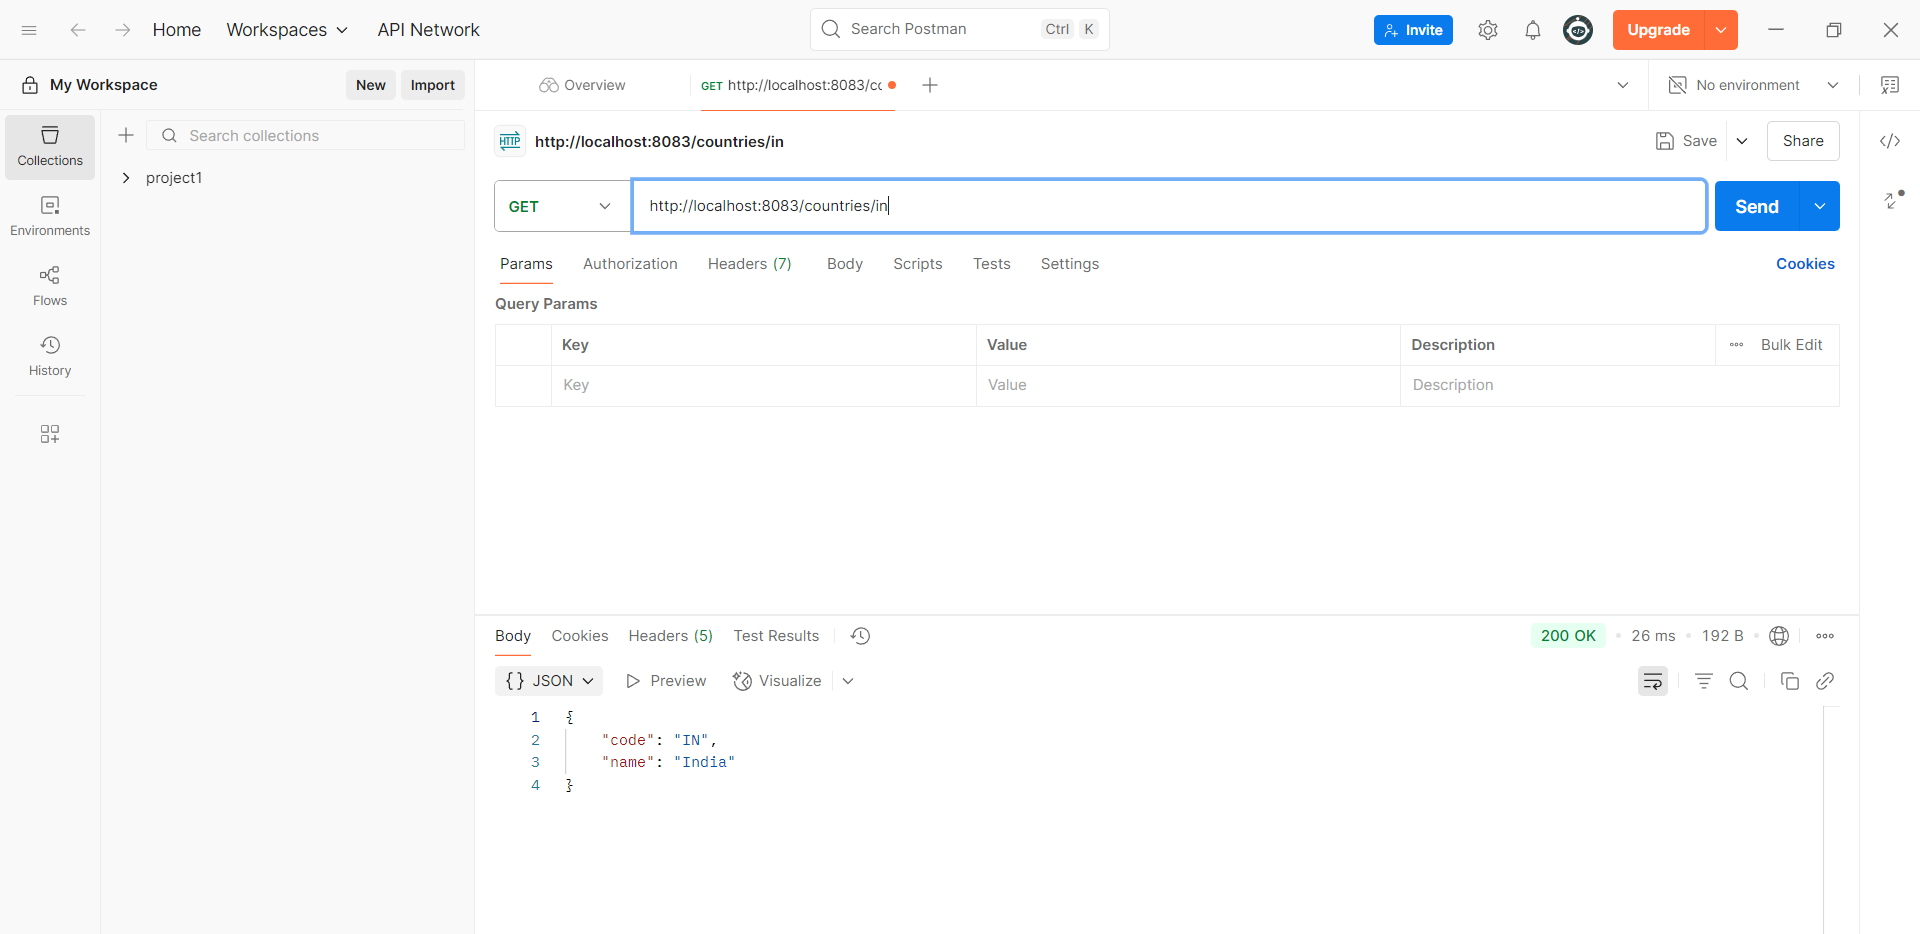 Home Workspaces API Network Search Postman Ctrl K Invite Upgrade
My Workspace New Import Overview GET http://localhost:8083/cc No environment
Collections
Search collections
project1
Environments
Flows
History
HTTP http://localhost:8083/countries/in Save Share </>
GET http://localhost:8083/countries/in Send
Params Authorization Headers (7) Body Scripts Tests Settings Cookies
Query Params
Key Value Description Bulk Edit
Key Value Description
Body Cookies Headers (5) Test Results 200 OK • 26 ms • 192 B •
{} JSON Preview Visualize
1 {
2 "code": "IN",
3 "name": "India"
4 }